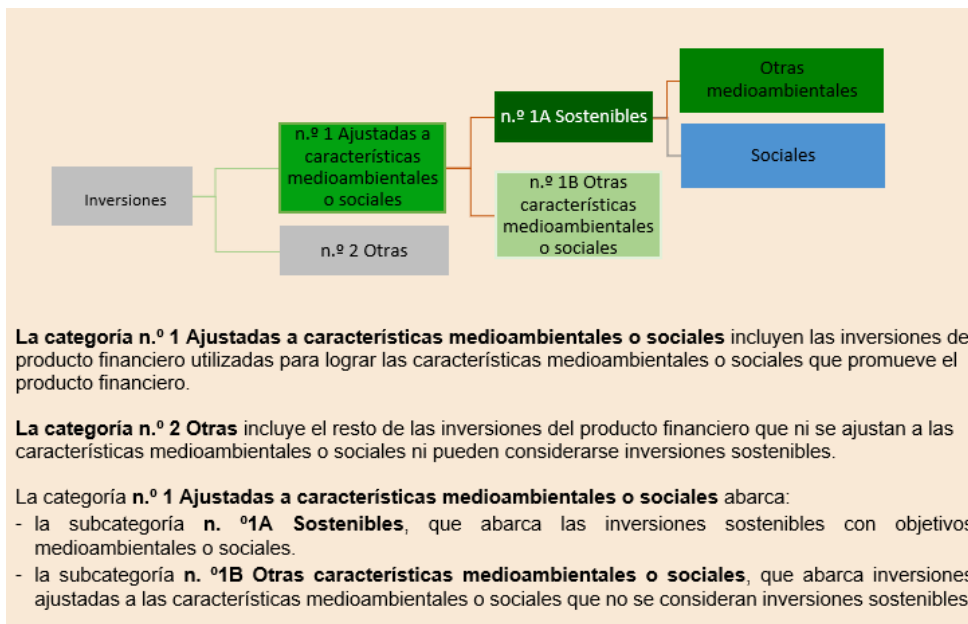 Otras
medioambientales
n.º 1A Sostenibles
n.º 1 Ajustadas a
características
medioambientales
o sociales
Sociales
Inversiones
n.º 1B Otras
características
medioambientales
o sociales
n.º 2 Otras
La categoría n.º 1 Ajustadas a características medioambientales o sociales incluyen las inversiones de
producto financiero utilizadas para lograr las características medioambientales o sociales que promueve el
producto financiero.
La categoría n.º 2 Otras incluye el resto de las inversiones del producto financiero que ni se ajustan a las
características medioambientales o sociales ni pueden considerarse inversiones sostenibles.
La categoría n.º 1 Ajustadas a características medioambientales o sociales abarca:
- la subcategoría n. º1A Sostenibles, que abarca las inversiones sostenibles con objetivos
medioambientales o sociales.
- la subcategoría n. º1B Otras características medioambientales o sociales, que abarca inversiones
ajustadas a las características medioambientales o sociales que no se consideran inversiones sostenibles